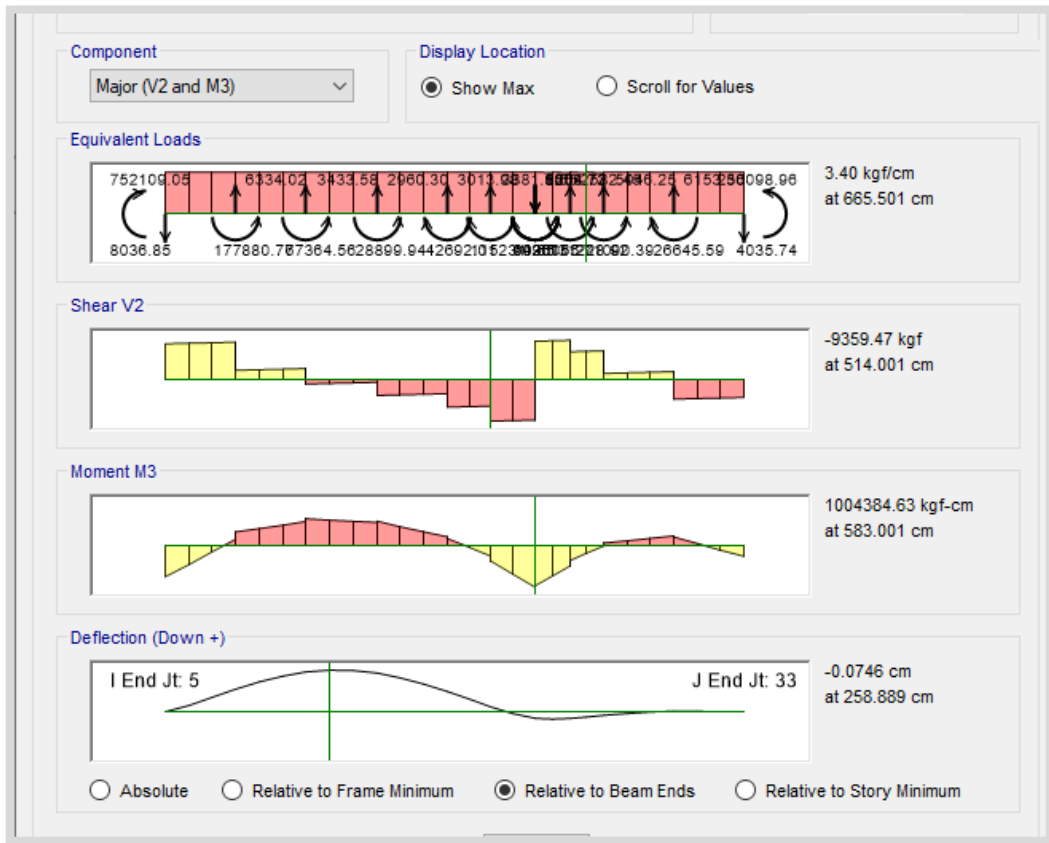 Component
Display Location
Major (V2 and M3)
Show Max
Scroll for Values
Equivalent Loads
752109.05 6334.02 3433.58 2960.30 3013.98
3.40 kgf/cm
at 665.501 cm
8036.85 4035.74
Shear V2
-9359.47 kgf
at 514.001 cm
Moment M3
1004384.63 kgf-cm
at 583.001 cm
Deflection (Down +)
I End Jt: 5
J End Jt: 33
-0.0746 cm
at 258.889 cm
Absolute
Relative to Frame Minimum
Relative to Beam Ends
Relative to Story Minimum